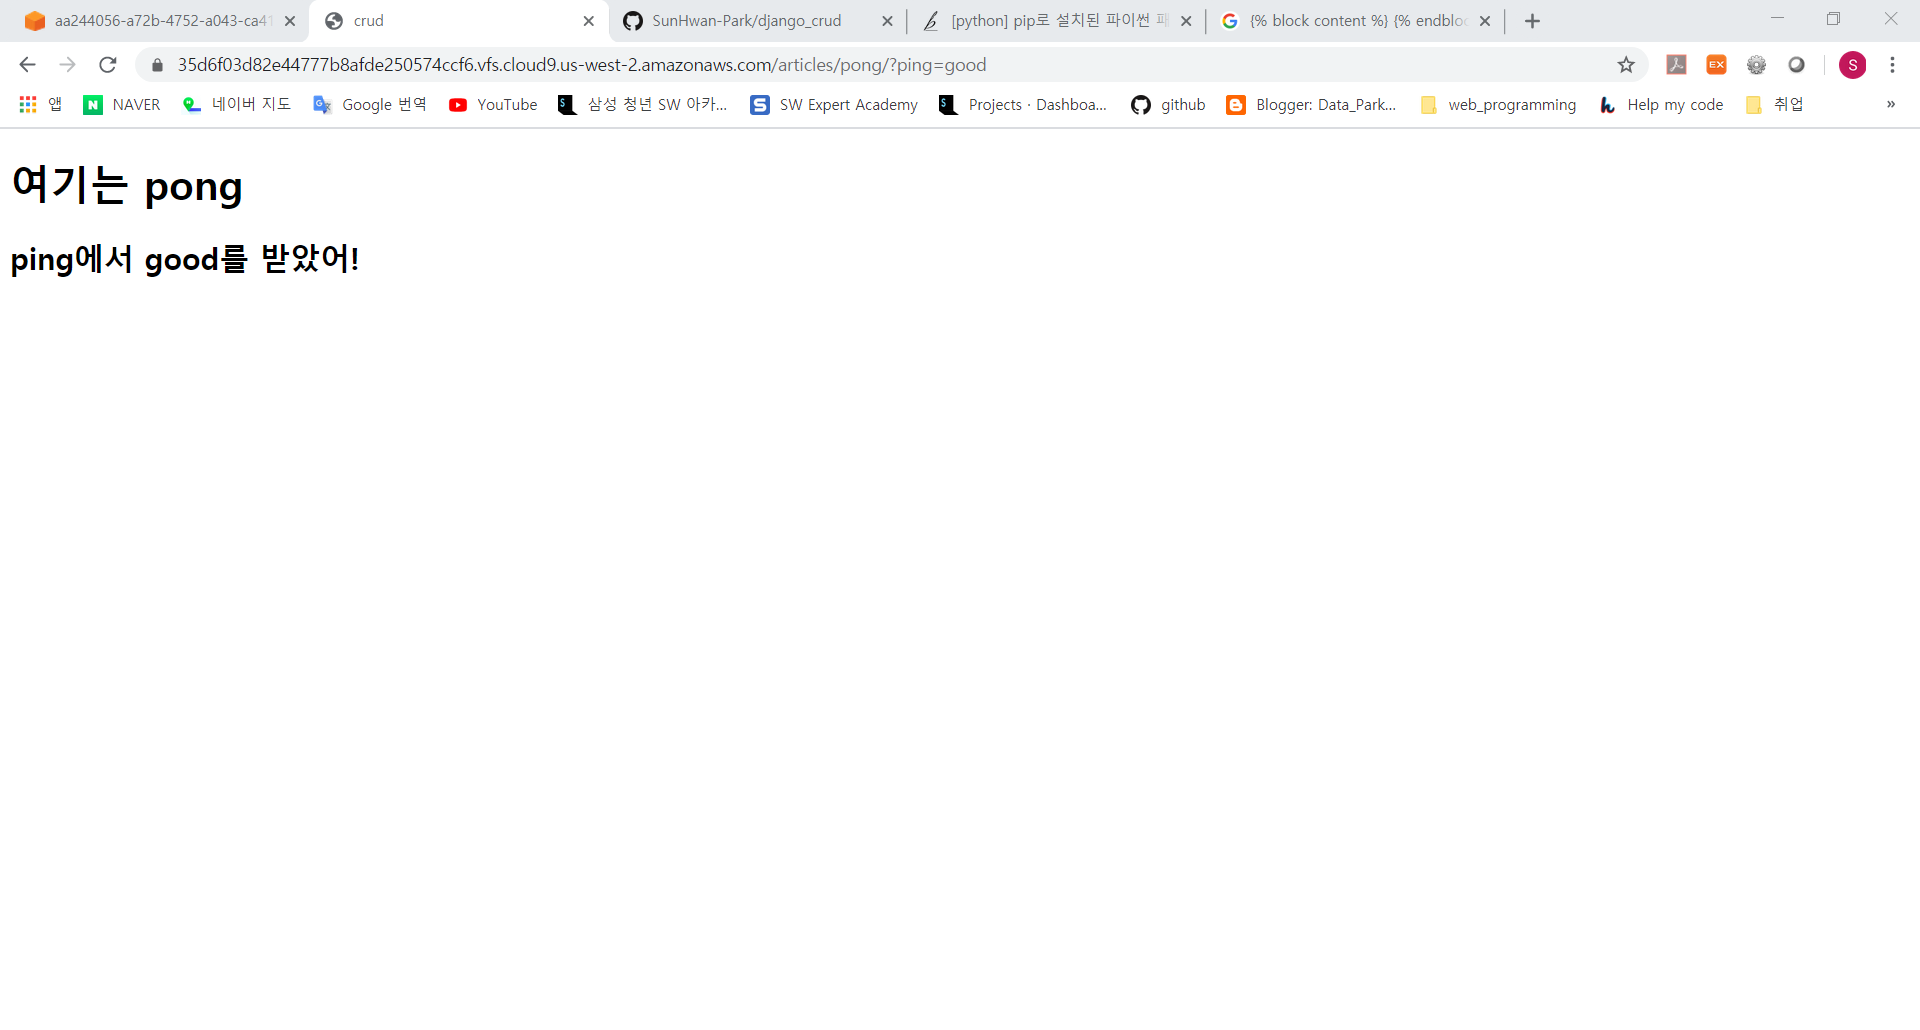 aa244056-a72b-4752-a043-ca41 crud SunHwan-Park/django_crud [python] pip로 설치된 파이썬 패 {% block content %} {% endbloc
35d6f03d82e44777b8afde250574ccf6.vfs.cloud9.us-west-2.amazonaws.com/articles/pong/?ping=good EX S
앱 NAVER 네이버 지도 Google 번역 YouTube 삼성 청년 SW 아카... SW Expert Academy Projects · Dashboa... github Blogger: Data_Park... web_programming Help my code 취업 »
여기는 pong
ping에서 good를 받았어!